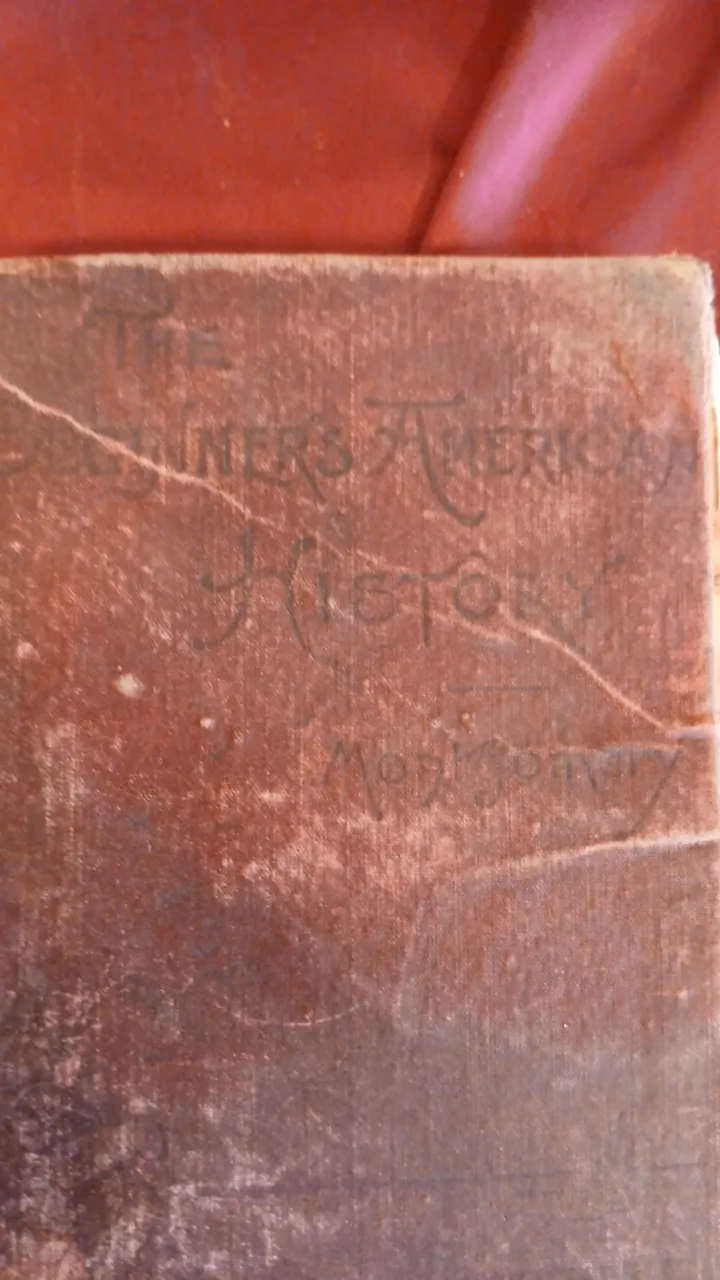 THE
BEGINNER'S AMERICAN
HISTORY
MONTGOMERY